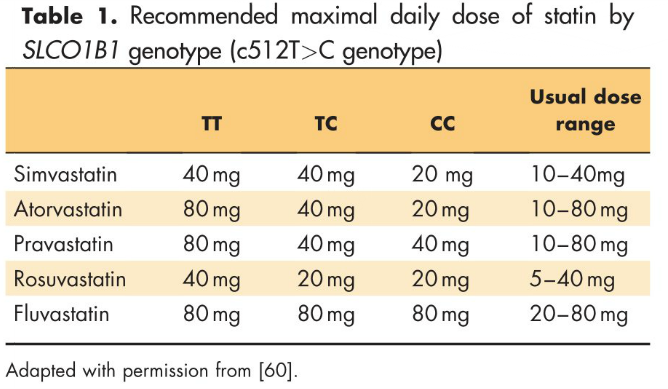 Table 1. Recommended maximal daily dose of statin by
SLCO1B1 genotype (c512T>C genotype)
TT TC CC Usual dose range
Simvastatin 40 mg 40 mg 20 mg 10–40mg
Atorvastatin 80 mg 40 mg 20 mg 10–80 mg
Pravastatin 80 mg 40 mg 40 mg 10–80 mg
Rosuvastatin 40 mg 20 mg 20 mg 5–40 mg
Fluvastatin 80 mg 80 mg 80 mg 20–80 mg
Adapted with permission from [60].